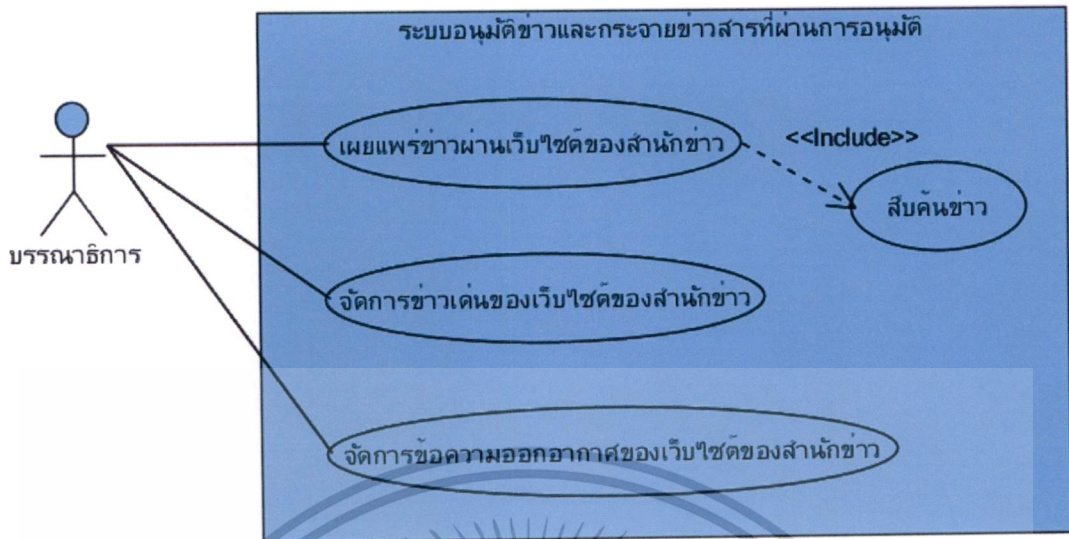 ระบบอนุมัติข่าวและกระจายข่าวสารที่ผ่านการอนุมัติ
เผยแพร่ข่าวผ่านเว็บไซต์ของสำนักข่าว
<<Include>>
สืบค้นข่าว
บรรณาธิการ
จัดการข่าวเด่นของเว็บไซต์ของสำนักข่าว
จัดการข้อความออกอากาศของเว็บไซต์ของสำนักข่าว